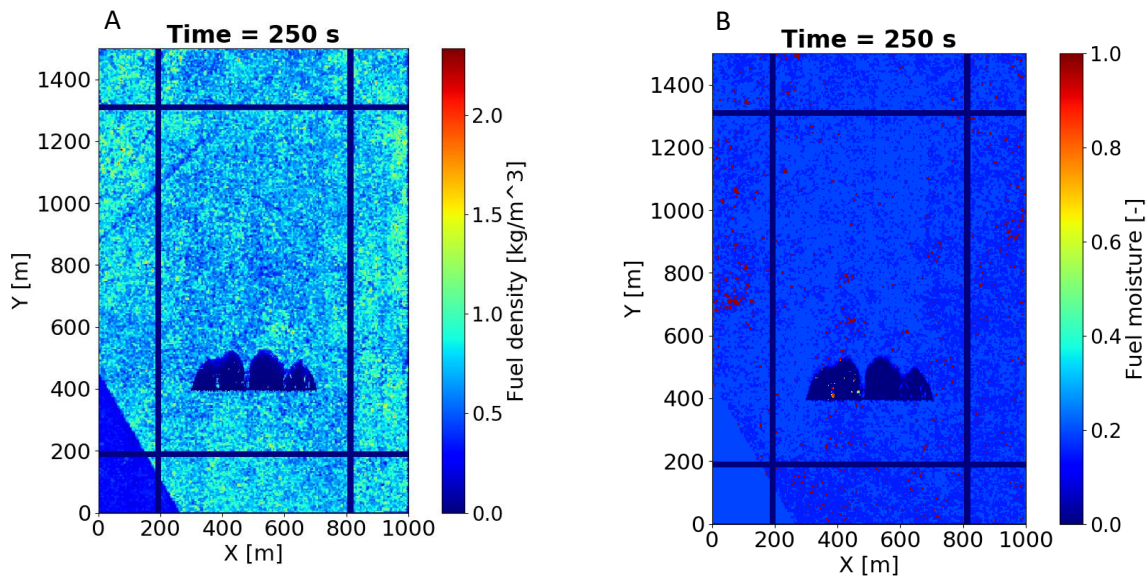 A
Time = 250 s
1400
1200
1000
800
600
400
200
0
0 200 400 600 800 1000
X [m]
Y [m]
2.0
1.5
1.0
0.5
0.0
Fuel density [kg/m^3]
B
Time = 250 s
1400
1200
1000
800
600
400
200
0
0 200 400 600 800 1000
X [m]
Y [m]
1.0
0.8
0.6
0.4
0.2
0.0
Fuel moisture [-]